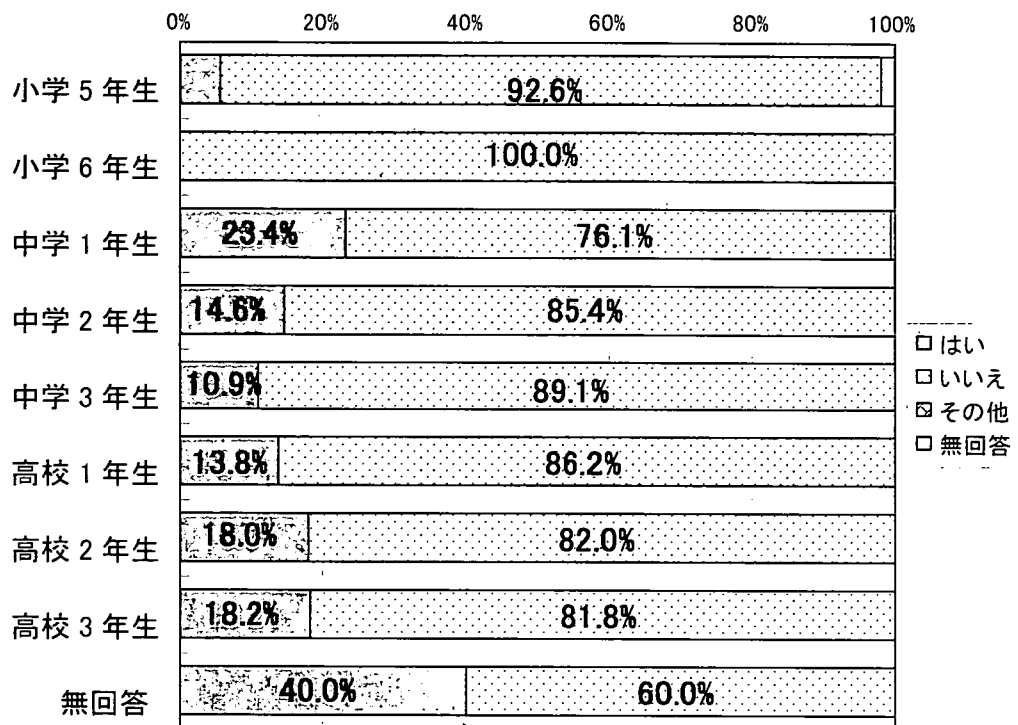 0% 20% 40% 60% 80% 100%
小学5年生 92.6%
小学6年生 100.0%
中学1年生 23.4% 76.1%
中学2年生 14.6% 85.4%
中学3年生 10.9% 89.1%
高校1年生 13.8% 86.2%
高校2年生 18.0% 82.0%
高校3年生 18.2% 81.8%
無回答 40.0% 60.0%
はい
いいえ
その他
無回答